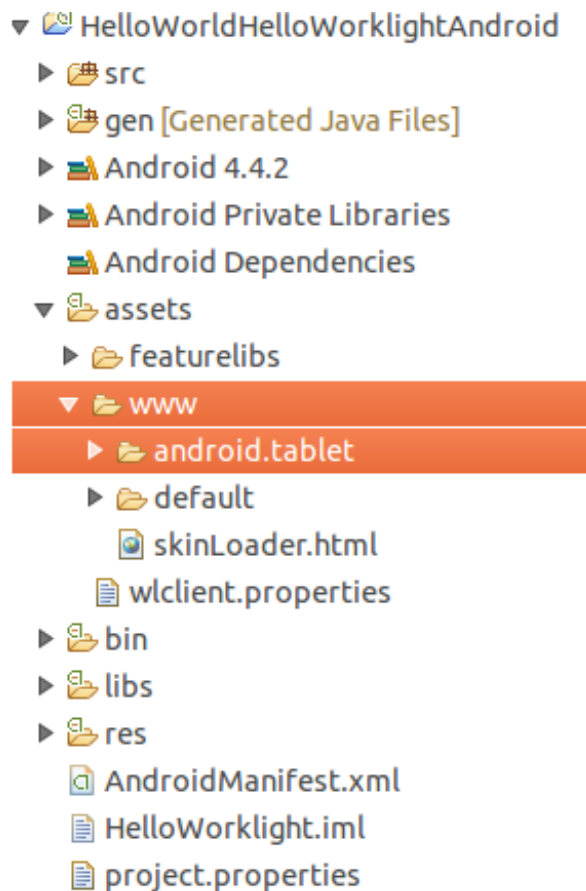 HelloWorldHelloWorklightAndroid
src
gen [Generated Java Files]
Android 4.4.2
Android Private Libraries
Android Dependencies
assets
featurelibs
www
android.tablet
default
skinLoader.html
wlclient.properties
bin
libs
res
AndroidManifest.xml
HelloWorklight.iml
project.properties